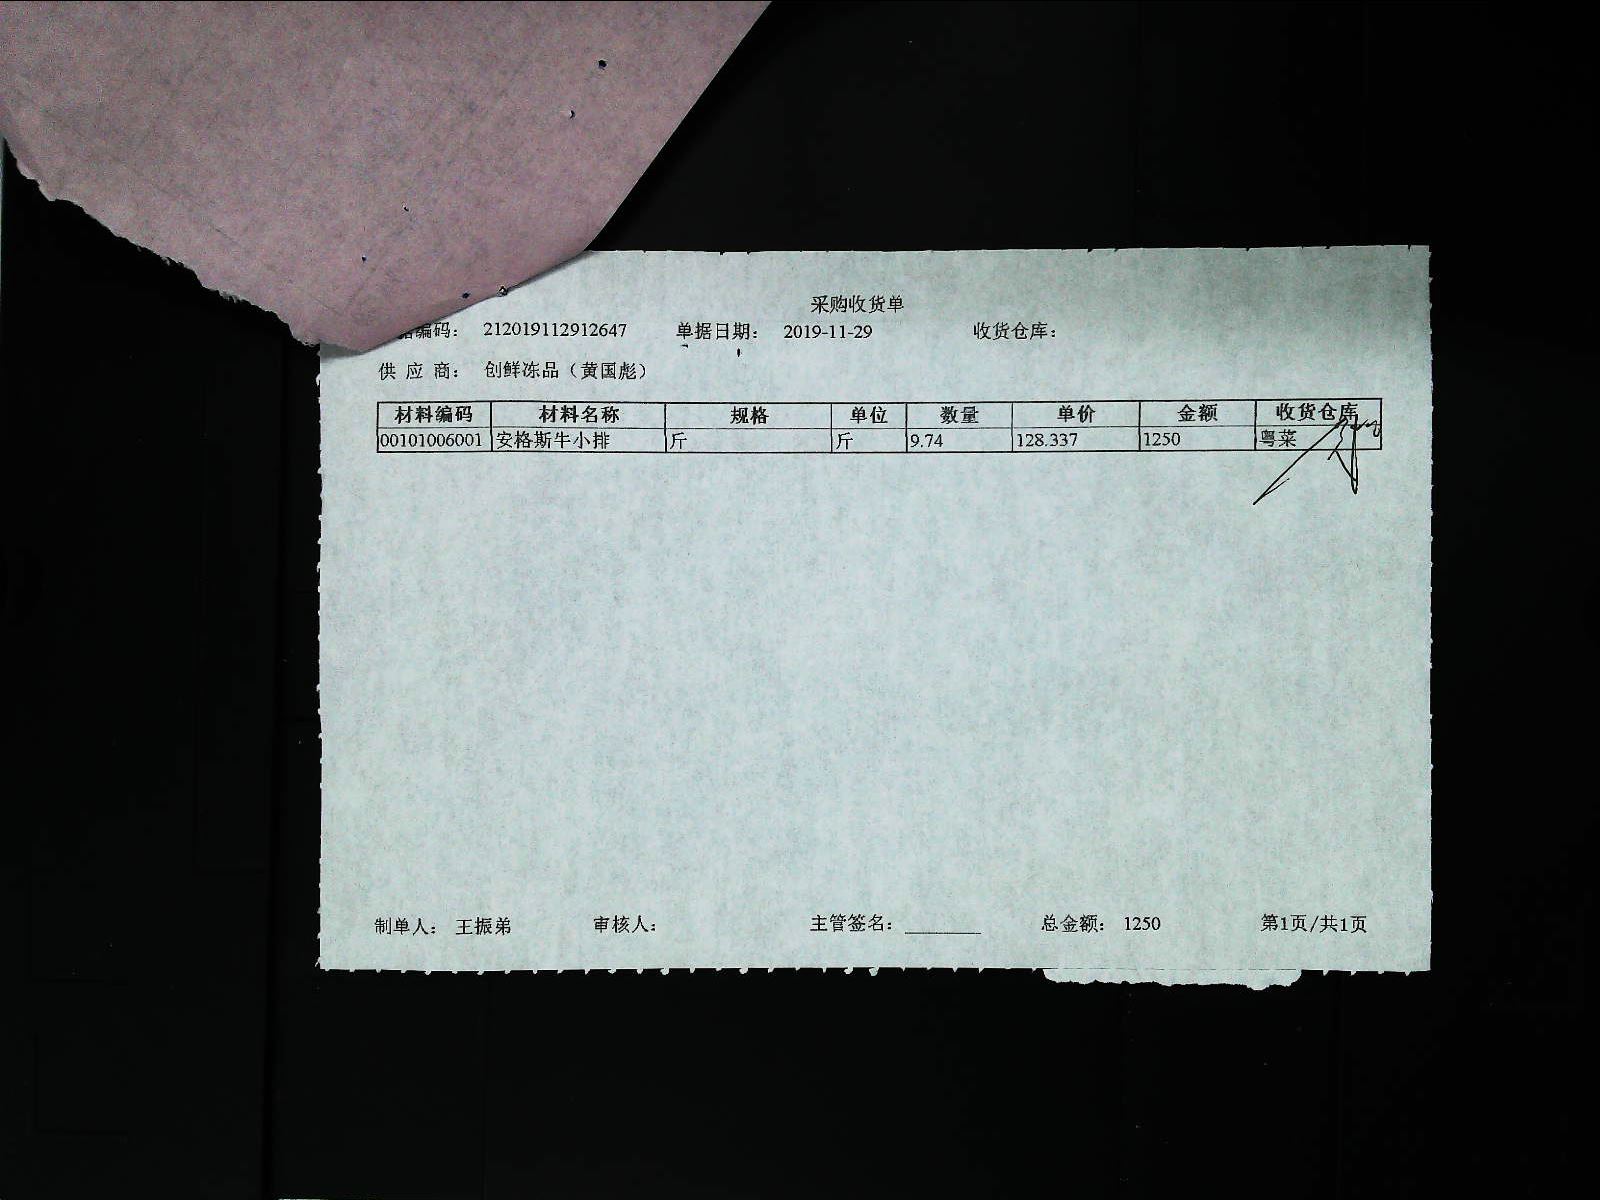 采购收货单
编码： 212019112912647 单据日期： 2019-11-29 收货仓库：
供 应 商： 创鲜冻品（黄国彪）
材料编码 材料名称 规格 单位 数量 单价 金额 收货仓库
00101006001 安格斯牛小排 斤 斤 9.74 128.337 1250 粤菜
制单人： 王振弟 审核人： 主管签名： 总金额： 1250 第1页/共1页